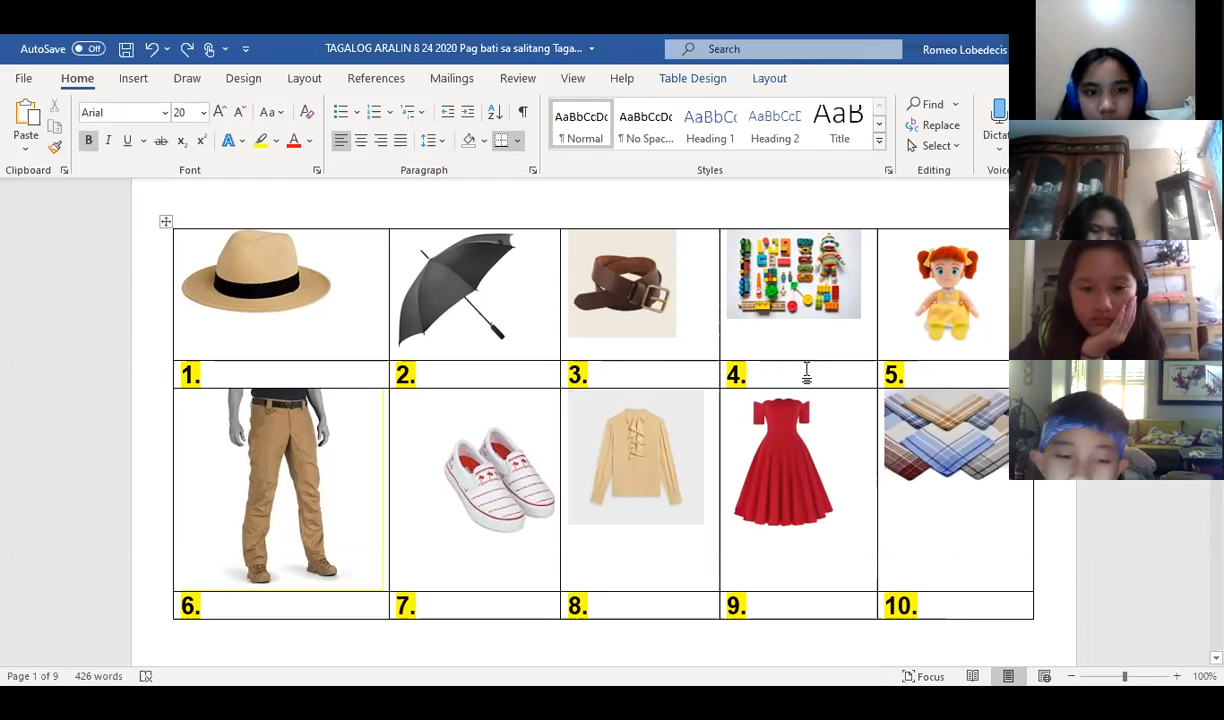 AutoSave Off TAGALOG ARALIN 8 24 2020 Pag bati sa salitang Taga... Search Romeo Lobedecis
File Home Insert Draw Design Layout References Mailings Review View Help Table Design Layout
Paste
Clipboard
Arial 20
Font
Paragraph
AaBbCcDc AaBbCcDc AaBbCc AaBbCcD AaB
¶ Normal ¶ No Spac... Heading 1 Heading 2 Title
Styles
Find
Replace
Select
Editing
Dictat
Voic
1. 2. 3. 4. 5.
6. 7. 8. 9. 10.
Page 1 of 9 426 words Focus 100%